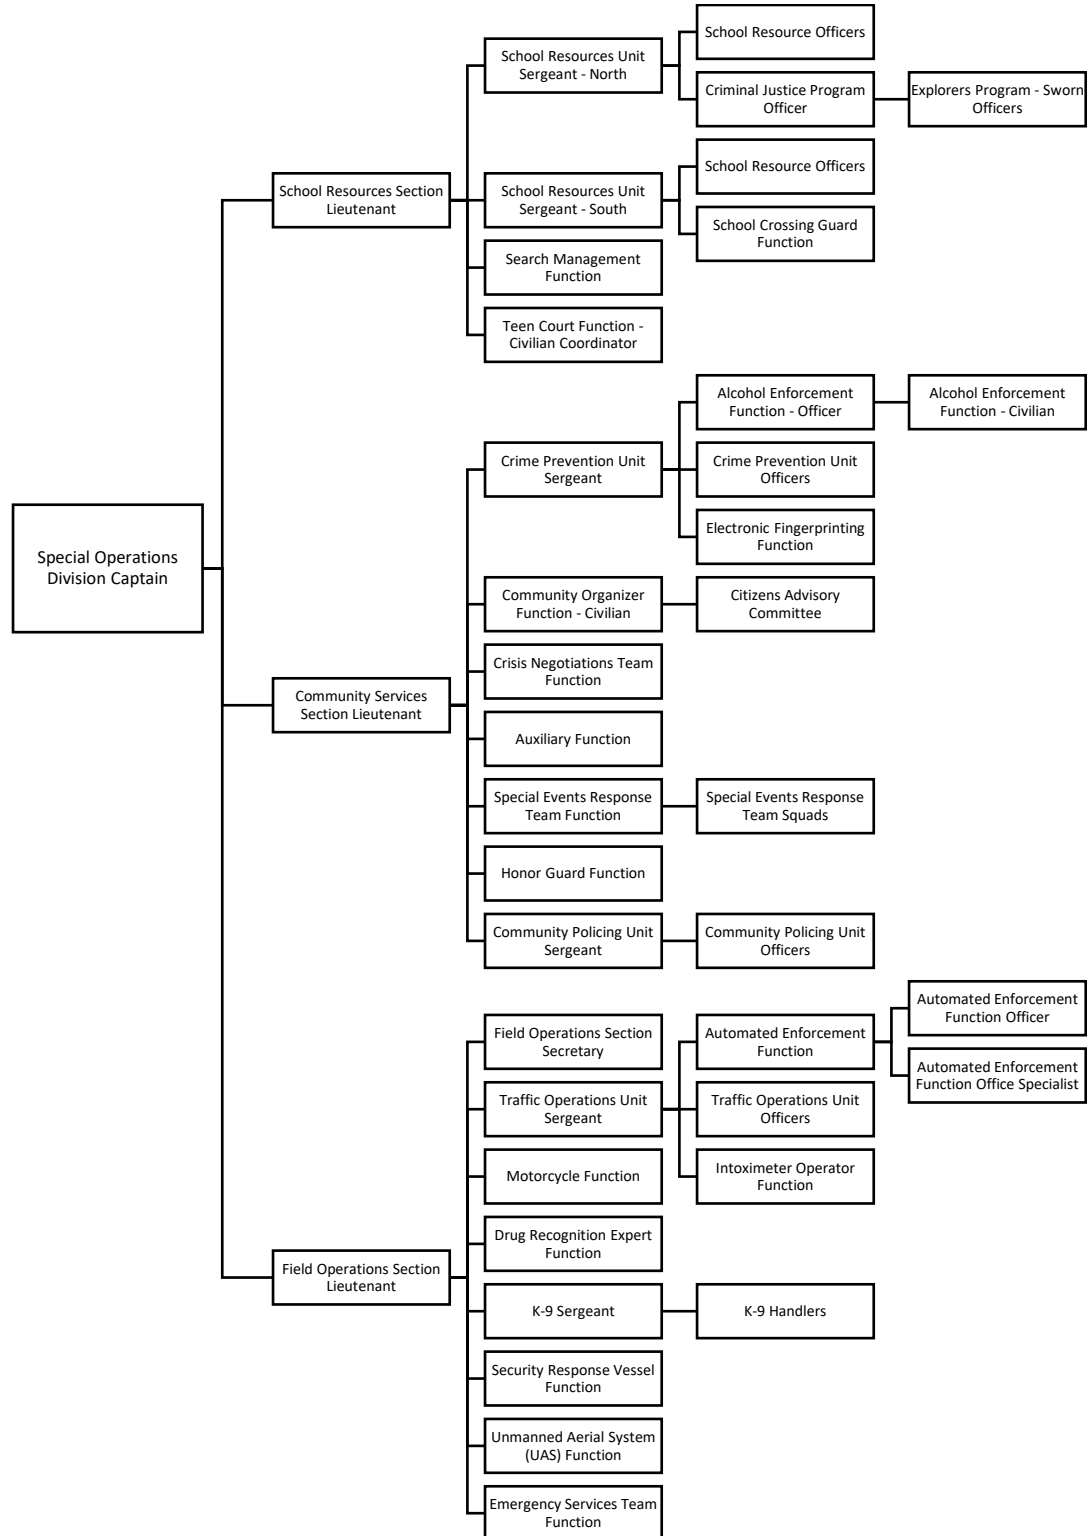 School Resource Officers
School Resources Unit
Sergeant - North
Criminal Justice Program
Officer
Explorers Program - Sworn
Officers
School Resource Officers
School Resources Section
Lieutenant
School Resources Unit
Sergeant - South
School Crossing Guard
Function
Search Management
Function
Teen Court Function -
Civilian Coordinator
Alcohol Enforcement
Function - Officer
Alcohol Enforcement
Function - Civilian
Crime Prevention Unit
Sergeant
Crime Prevention Unit
Officers
Electronic Fingerprinting
Function
Special Operations
Division Captain
Community Organizer
Function - Civilian
Citizens Advisory
Committee
Crisis Negotiations Team
Function
Community Services
Section Lieutenant
Auxiliary Function
Special Events Response
Team Function
Special Events Response
Team Squads
Honor Guard Function
Community Policing Unit
Sergeant
Community Policing Unit
Officers
Automated Enforcement
Function Officer
Field Operations Section
Secretary
Automated Enforcement
Function
Automated Enforcement
Function Office Specialist
Traffic Operations Unit
Sergeant
Traffic Operations Unit
Officers
Motorcycle Function
Intoximeter Operator
Function
Drug Recognition Expert
Function
Field Operations Section
Lieutenant
K-9 Sergeant
K-9 Handlers
Security Response Vessel
Function
Unmanned Aerial System
(UAS) Function
Emergency Services Team
Function